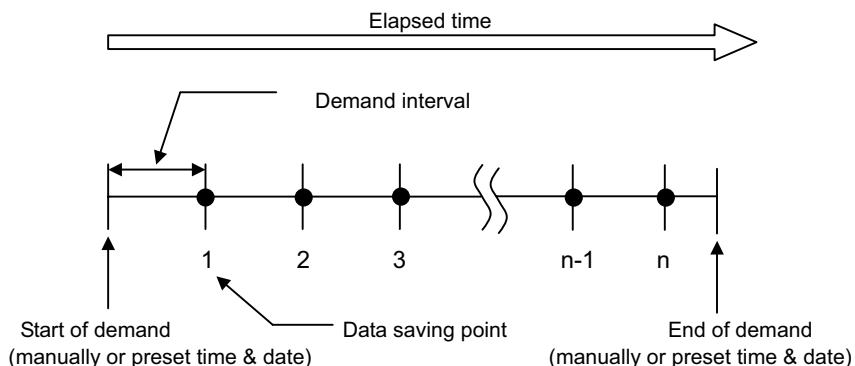 Elapsed time
Demand interval
1
2
3
n-1
n
Start of demand
(manually or preset time & date)
Data saving point
End of demand
(manually or preset time & date)